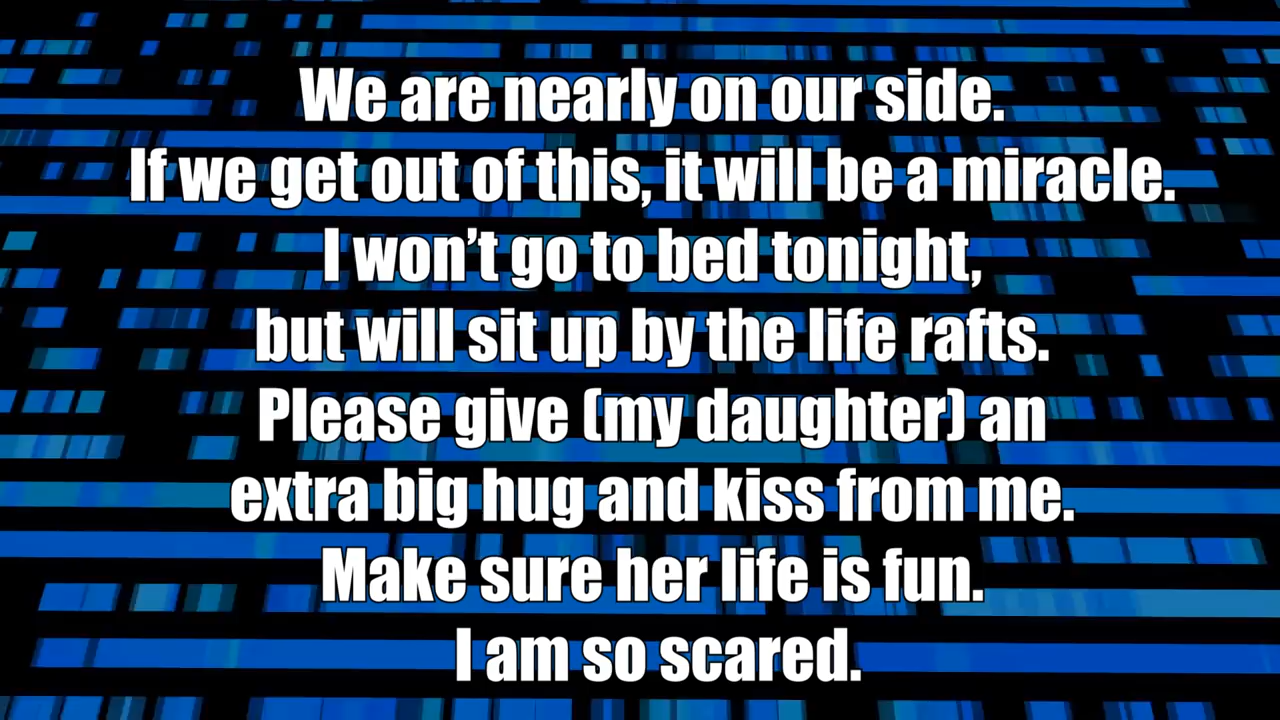 We are nearly on our side.
If we get out of this, it will be a miracle.
I won’t go to bed tonight,
but will sit up by the life rafts.
Please give (my daughter) an
extra big hug and kiss from me.
Make sure her life is fun.
I am so scared.